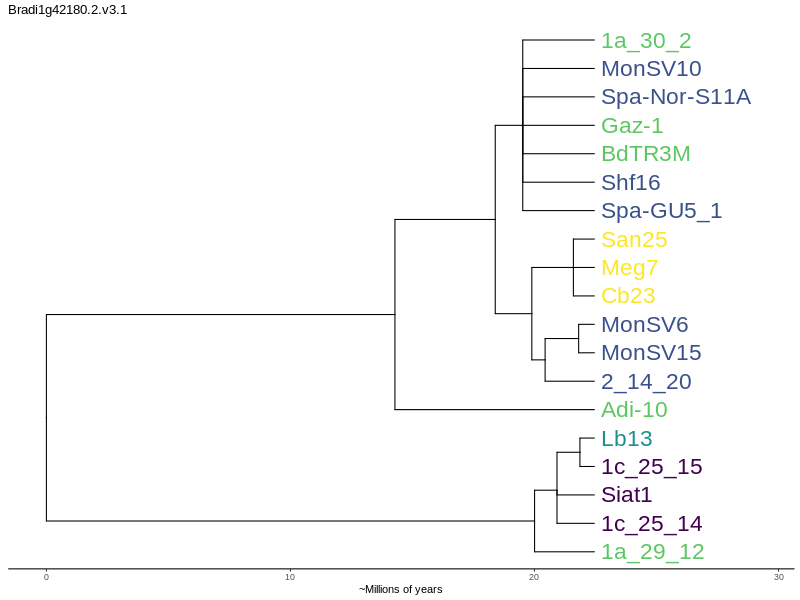 Bradi1g42180.2.v3.1
1a_30_2
MonSV10
Spa-Nor-S11A
Gaz-1
BdTR3M
Shf16
Spa-GU5_1
San25
Meg7
Cb23
MonSV6
MonSV15
2_14_20
Adi-10
Lb13
1c_25_15
Siat1
1c_25_14
1a_29_12
0 10 20 30
~Millions of years